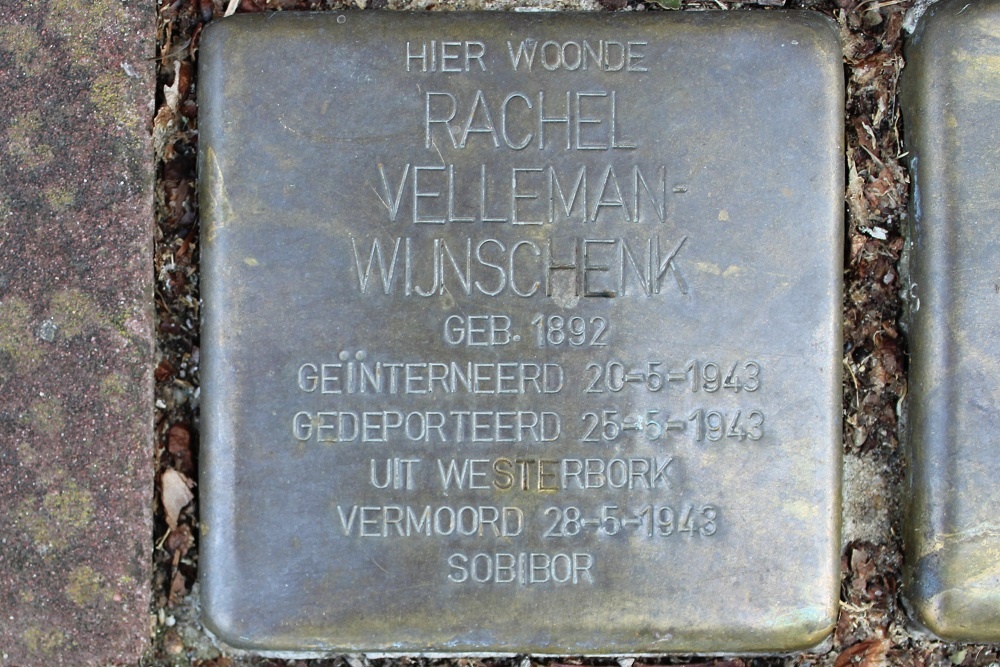 HIER WOONDE
RACHEL
VELLEMAN-
WIJNSCHENK
GEB. 1892
GEÏNTERNEERD 20-5-1943
GEDEPORTEERD 25-5-1943
UIT WESTERBORK
VERMOORD 28-5-1943
SOBIBOR